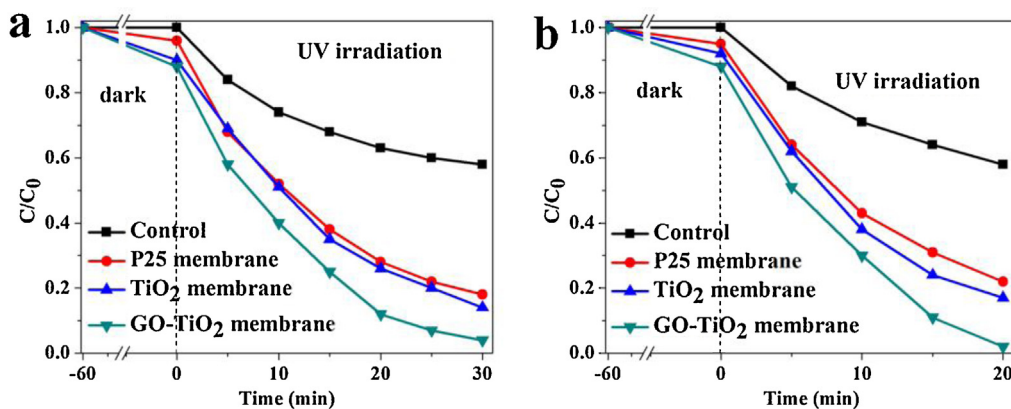 a
UV irradiation
dark
C/C0
1.0
0.8
0.6
0.4
0.2
0.0
Control
P25 membrane
TiO2 membrane
GO-TiO2 membrane
-60 0 10 20 30
Time (min)
b
UV irradiation
dark
C/C0
1.0
0.8
0.6
0.4
0.2
0.0
Control
P25 membrane
TiO2 membrane
GO-TiO2 membrane
-60 0 10 20
Time (min)